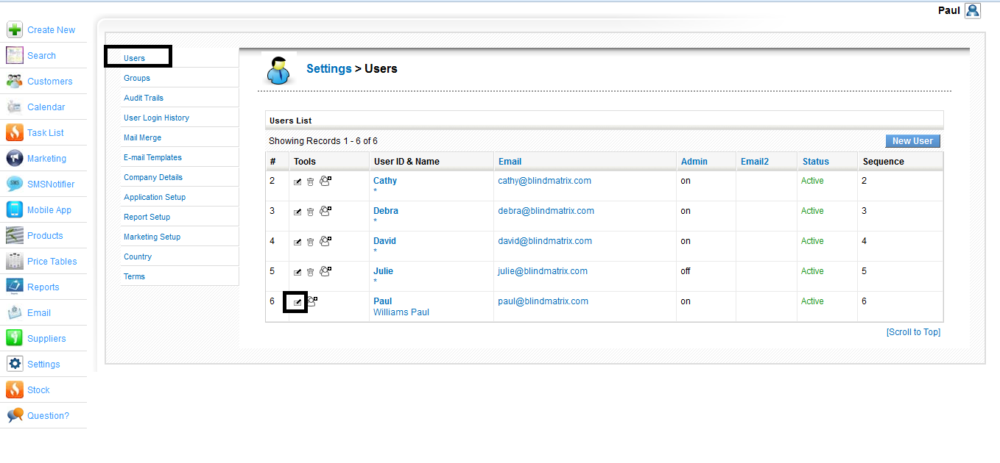 Paul
Create New
Search
Customers
Calendar
Task List
Marketing
SMSNotifier
Mobile App
Products
Price Tables
Reports
Email
Suppliers
Settings
Stock
Question?
Users
Groups
Audit Trails
User Login History
Mail Merge
E-mail Templates
Company Details
Application Setup
Report Setup
Marketing Setup
Country
Terms
Settings > Users
Users List
Showing Records 1 - 6 of 6
New User
# Tools User ID & Name Email Admin Email2 Status Sequence
2 Cathy cathy@blindmatrix.com on Active 2
*
3 Debra debra@blindmatrix.com on Active 3
*
4 David david@blindmatrix.com on Active 4
*
5 Julie julie@blindmatrix.com off Active 5
*
6 Paul paul@blindmatrix.com on Active 6
Williams Paul
[Scroll to Top]